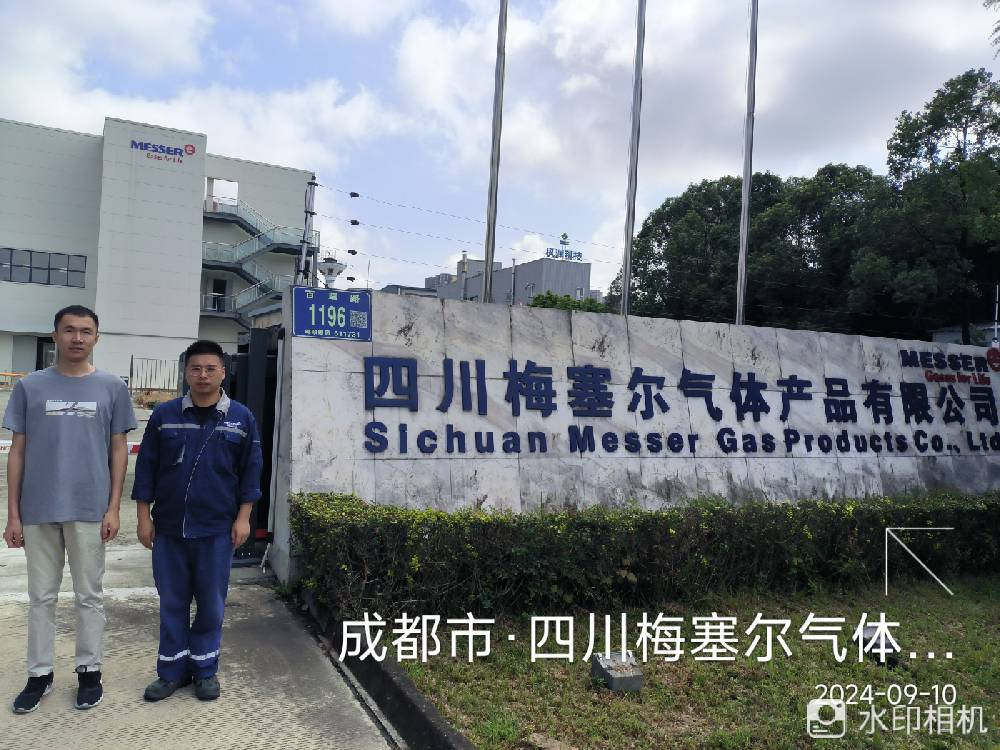 MESSER
Gases for Life
1196
MESSER
Gases for Life
四川梅塞尔气体产品有限公司
Sichuan Messer Gas Products Co., Ltd
成都市·四川梅塞尔气体...
2024-09-10
水印相机